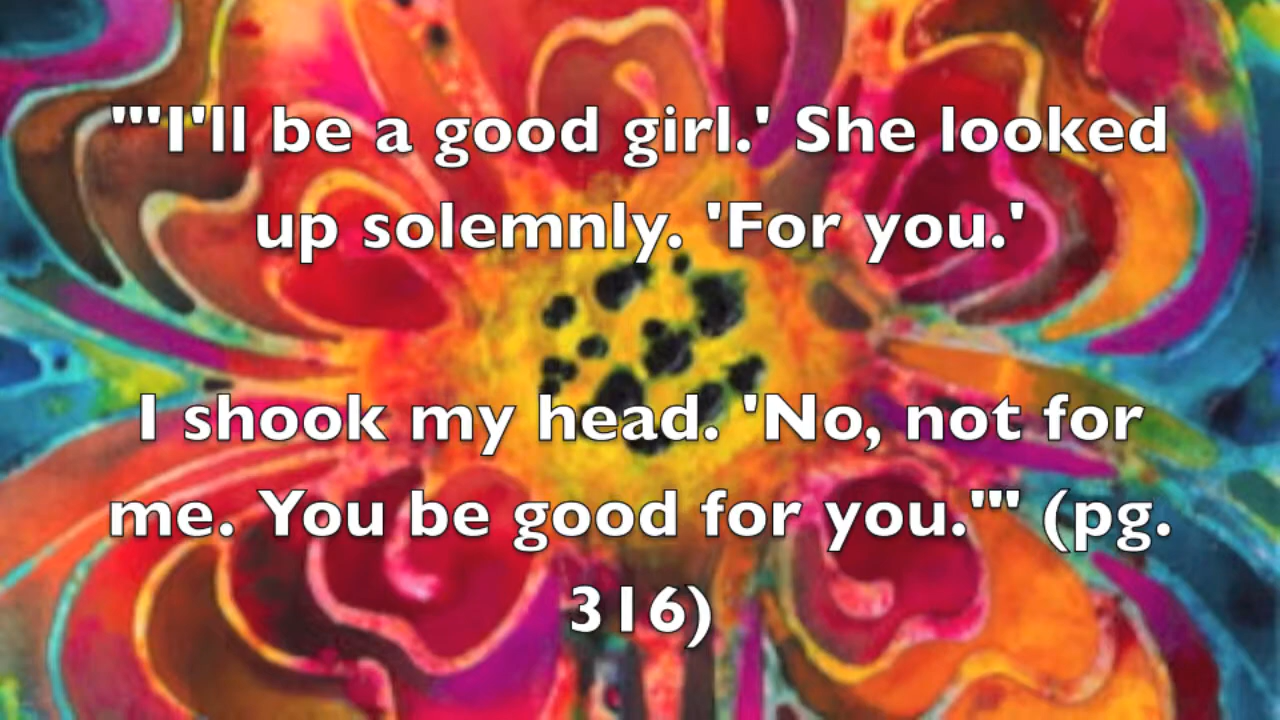 "'I'll be a good girl.' She looked
up solemnly. 'For you.'
I shook my head. 'No, not for
me. You be good for you.'" (pg.
316)